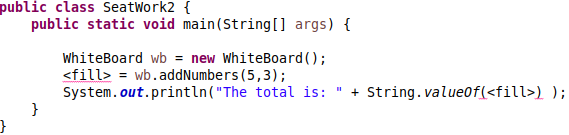 public class SeatWork2 {
    public static void main(String[] args) {

        WhiteBoard wb = new WhiteBoard();
        <fill> = wb.addNumbers(5,3);
        System.out.println("The total is: " + String.valueOf(<fill>) );
    }
}